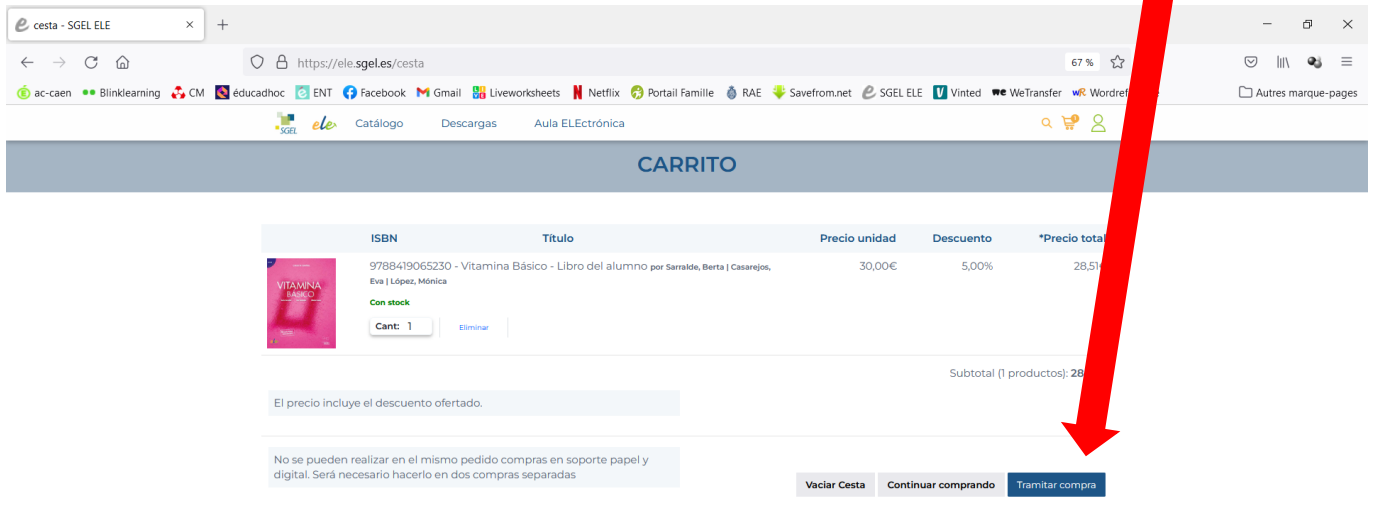 cesta - SGEL ELE
https://ele.sgel.es/cesta
67 %
ac-caen Blinklearning CM éducadhoc ENT Facebook Gmail Liveworksheets Netflix Portail Famille RAE Savefrom.net SGEL ELE Vinted WeTransfer Autres marque-pages
SGEL ele Catálogo Descargas Aula ELEctrónica
CARRITO
ISBN Título Precio unidad Descuento *Precio total
9788419065230 - Vitamina Básico - Libro del alumno por Sarralde, Berta | Casarejos,
Eva | López, Mónica
30,00€ 5,00% 28,51€
VITAMINA
BÁSICO
Con stock
Cant: 1 Eliminar
Subtotal (1 productos):
El precio incluye el descuento ofertado.
No se pueden realizar en el mismo pedido compras en soporte papel y
digital. Será necesario hacerlo en dos compras separadas
Vaciar Cesta Continuar comprando Tramitar compra